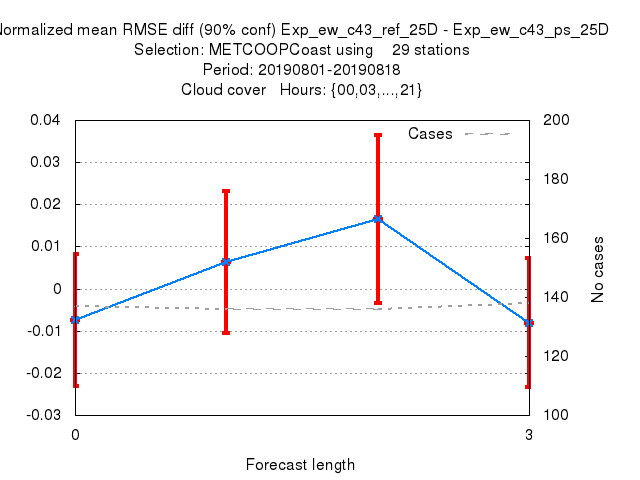 Normalized mean RMSE diff (90% conf) Exp_ew_c43_ref_25D - Exp_ew_c43_ps_25D
Selection: METCOOPCoast using 29 stations
Period: 20190801-20190818
Cloud cover Hours: {00,03,...,21}
Cases
0.04
0.03
0.02
0.01
0
-0.01
-0.02
-0.03
200
180
160
140
120
100
No cases
0
3
Forecast length